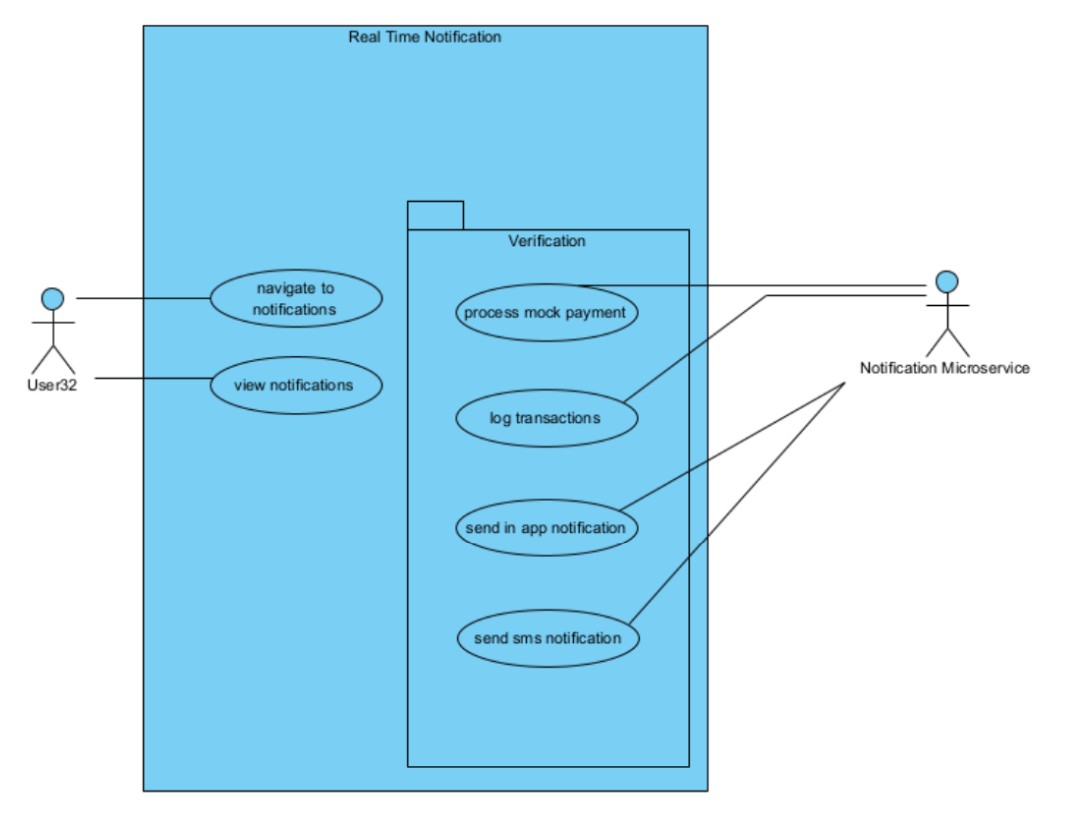 Real Time Notification
Verification
navigate to
notifications
process mock payment
User32
view notifications
Notification Microservice
log transactions
send in app notification
send sms notification